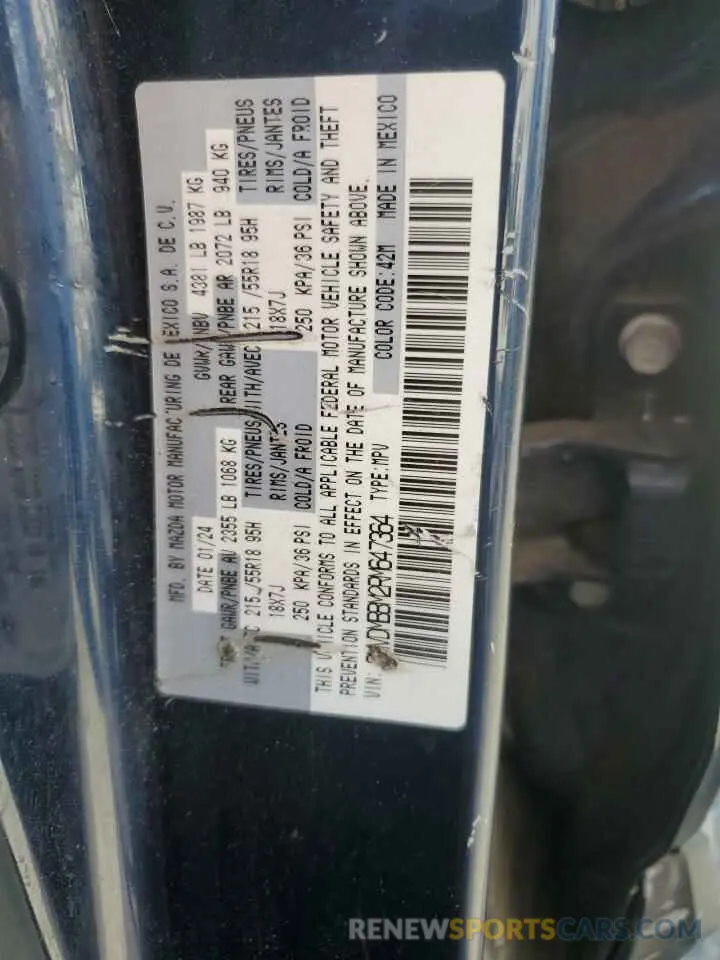 MFD. BY MAZDA MOTOR MANUFACTURING DE MEXICO S.A. DE C.V.
DATE 01/24 GVWR/PNBV 4381 LB 1987 KG
GAWR/PNBE AV 2355 LB 1068 KG REAR GAWR/PNBE AR 2072 LB 940 KG
215 /55R18 95H TIRES/PNEUS WITH/AVEC 215 /55R18 95H TIRES/PNEUS
18X7J RIMS/JANTES 18X7J RIMS/JANTES
250 KPA/36 PSI COLD/A FROID 250 KPA/36 PSI COLD/A FROID
THIS VEHICLE CONFORMS TO ALL APPLICABLE FEDERAL MOTOR VEHICLE SAFETY AND THEFT
PREVENTION STANDARDS IN EFFECT ON THE DATE OF MANUFACTURE SHOWN ABOVE.
VIN: DMBBM2RM647364 TYPE:MPV COLOR CODE:42M MADE IN MEXICO
RENEWSPORTSCARS.COM